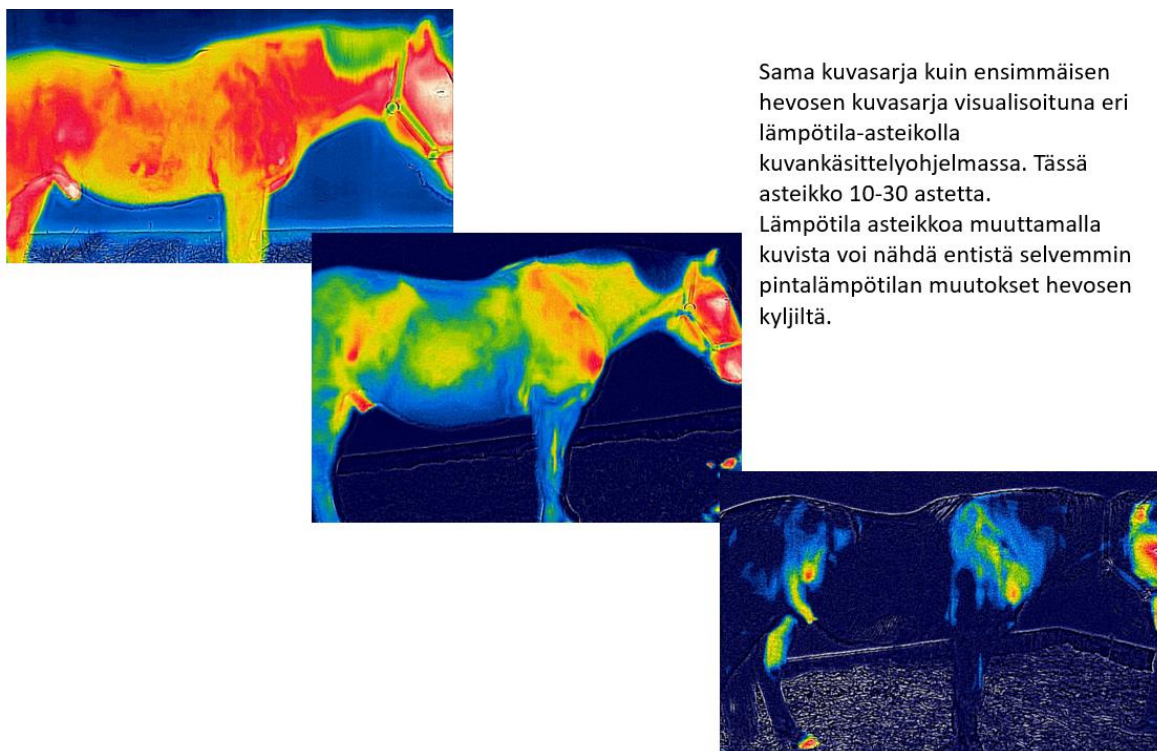 Sama kuvasarja kuin ensimmäisen
hevosen kuvasarja visualisoituna eri
lämpötila-asteikolla
kuvankäsittelyohjelmassa. Tässä
asteikko 10-30 astetta.
Lämpötila asteikkoa muuttamalla
kuvista voi nähdä entistä selvemmin
pintalämpötilan muutokset hevosen
kyljiltä.